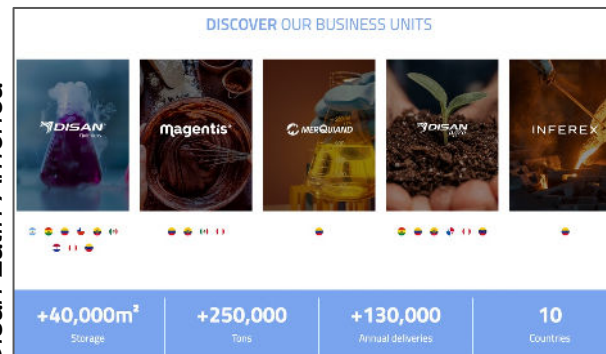 DISCOVER OUR BUSINESS UNITS
DISAN
magentis
MERQUIAND
DISAN
agro
INFEREX
+40,000m²
Storage
+250,000
Tons
+130,000
Annual deliveries
10
Countries